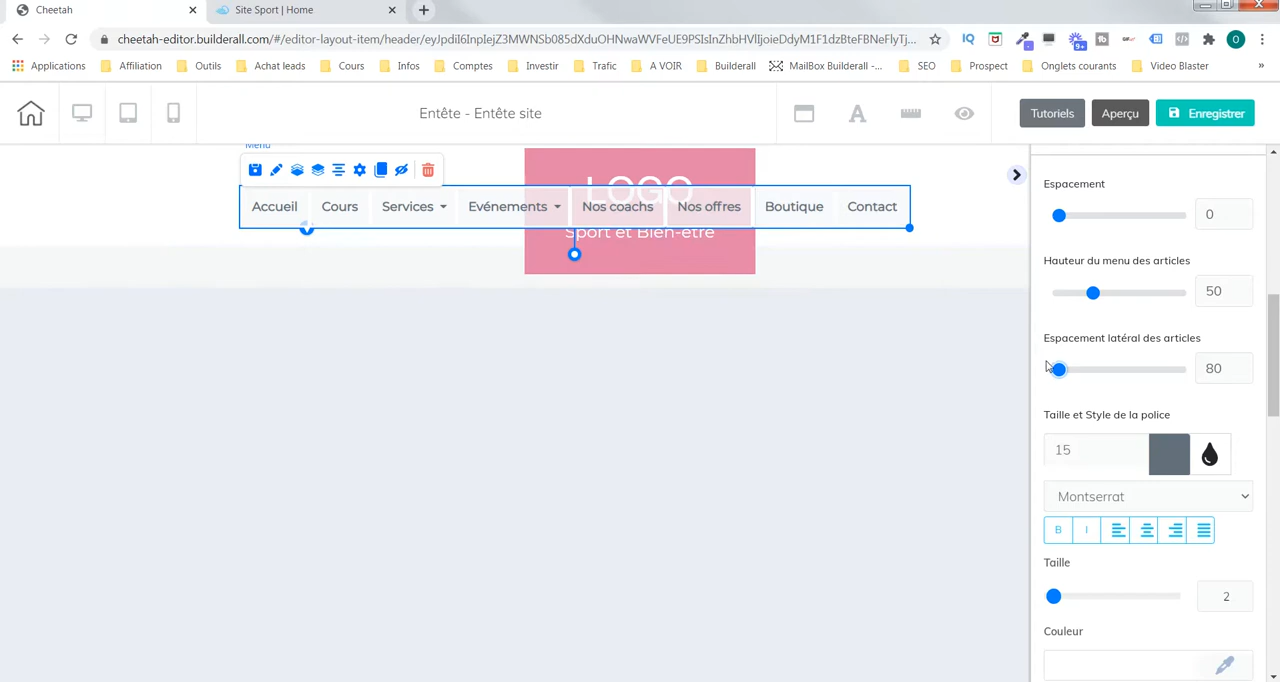 Cheetah
Site Sport | Home
cheetah-editor.builderall.com/#/editor-layout-item/header/eyJpdiI6InpIejZ3MWNSb085dXduOHNwaWVFeUE9PSIsInZhbHVlIjoieDdyM1F1dzBteFBNeFlyTj...
Applications
Affiliation
Outils
Achat leads
Cours
Infos
Comptes
Investir
Trafic
A VOIR
Builderall
MailBox Builderall -...
SEO
Prospect
Onglets courants
Video Blaster
»
9+
O
Entête - Entête site
Tutoriels
Aperçu
Enregistrer
Menu
LOGO
Accueil
Cours
Services
Evénements
Nos coachs
Nos offres
Boutique
Contact
Sport et Bien-être
Espacement
0
Hauteur du menu des articles
50
Espacement latéral des articles
80
Taille et Style de la police
15
Montserrat
B
I
Taille
2
Couleur